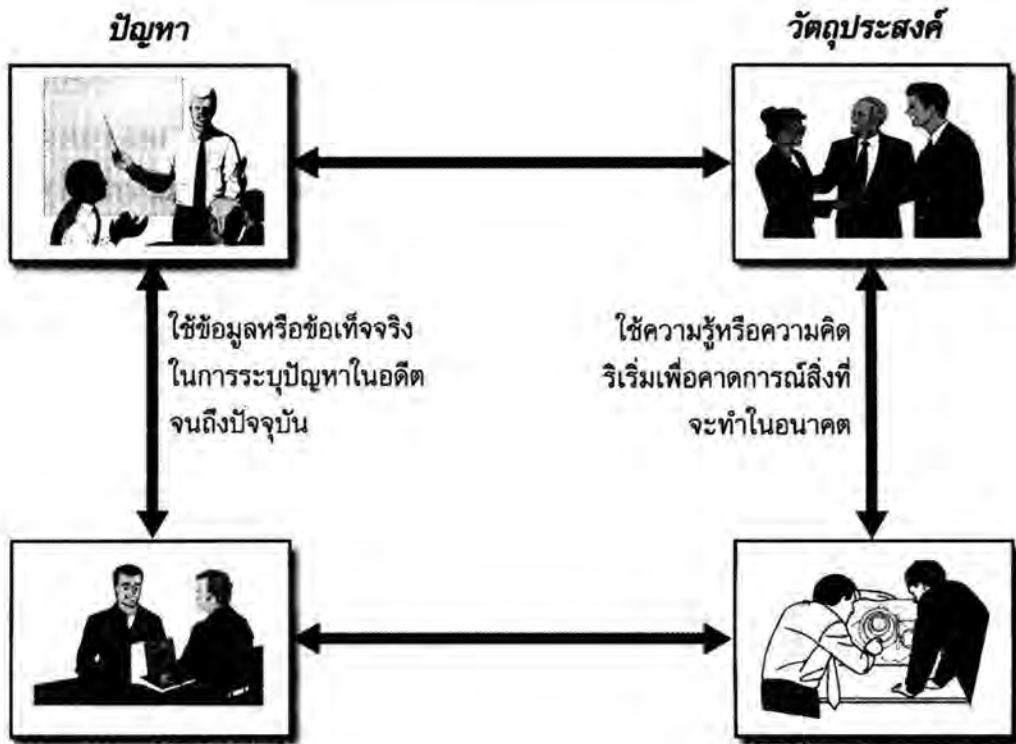 ปัญหา
วัตถุประสงค์
ใช้ข้อมูลหรือข้อเท็จจริง
ในการระบุปัญหาในอดีต
จนถึงปัจจุบัน
ใช้ความรู้หรือความคิด
ริเริ่มเพื่อคาดการณ์สิ่งที่
จะทำในอนาคต